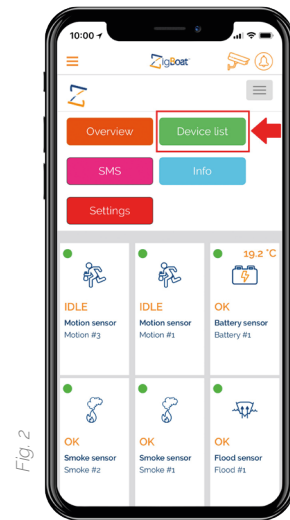 10:00
ZigBoat
Overview
Device list
SMS
Info
Settings
19.2 °C
IDLE
Motion sensor
Motion #3
IDLE
Motion sensor
Motion #1
OK
Battery sensor
Battery #1
OK
Smoke sensor
Smoke #2
OK
Smoke sensor
Smoke #1
OK
Flood sensor
Flood #1
Fig. 2